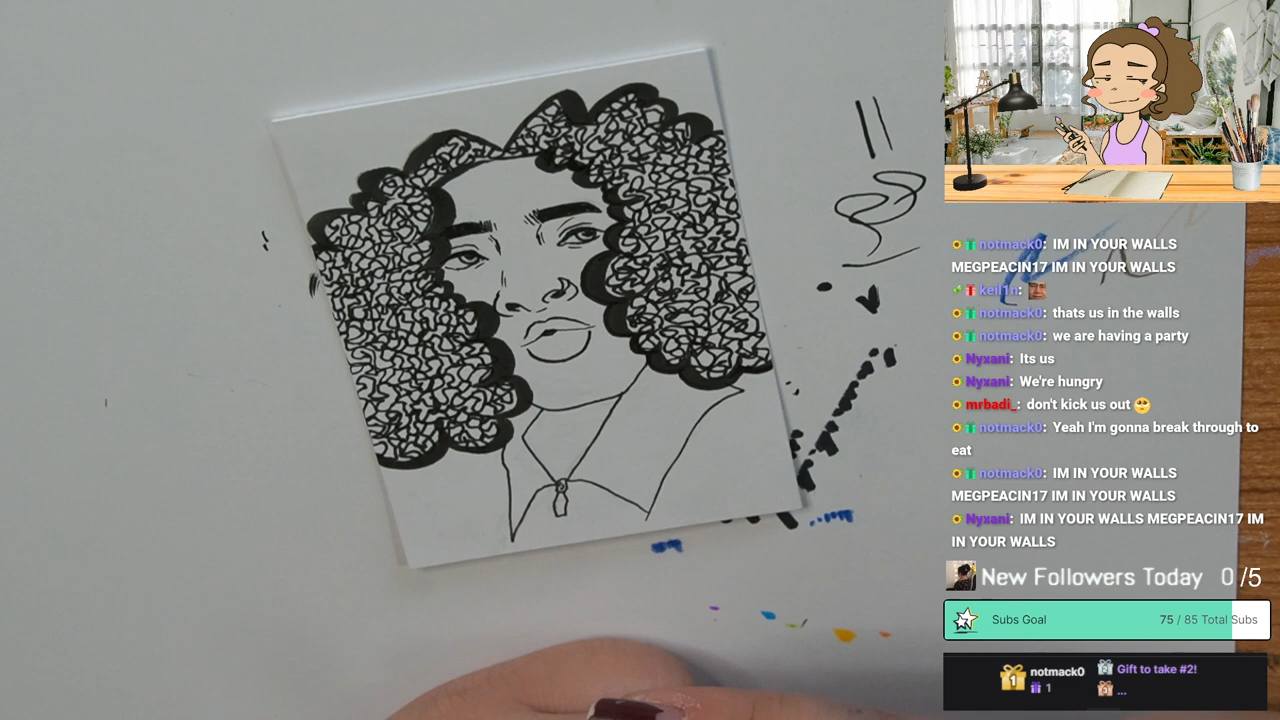 notmack0: IM IN YOUR WALLS
MEGPEACIN17 IM IN YOUR WALLS
keil1n:
notmack0: thats us in the walls
notmack0: we are having a party
Nyxani: Its us
Nyxani: We're hungry
mrbadi_: don't kick us out 🥺
notmack0: Yeah I'm gonna break through to
eat
notmack0: IM IN YOUR WALLS
MEGPEACIN17 IM IN YOUR WALLS
Nyxani: IM IN YOUR WALLS MEGPEACIN17 IM
IN YOUR WALLS
New Followers Today 0 /5
Subs Goal 75 / 85 Total Subs
1 notmack0 1
2 Gift to take #2!
3 ...